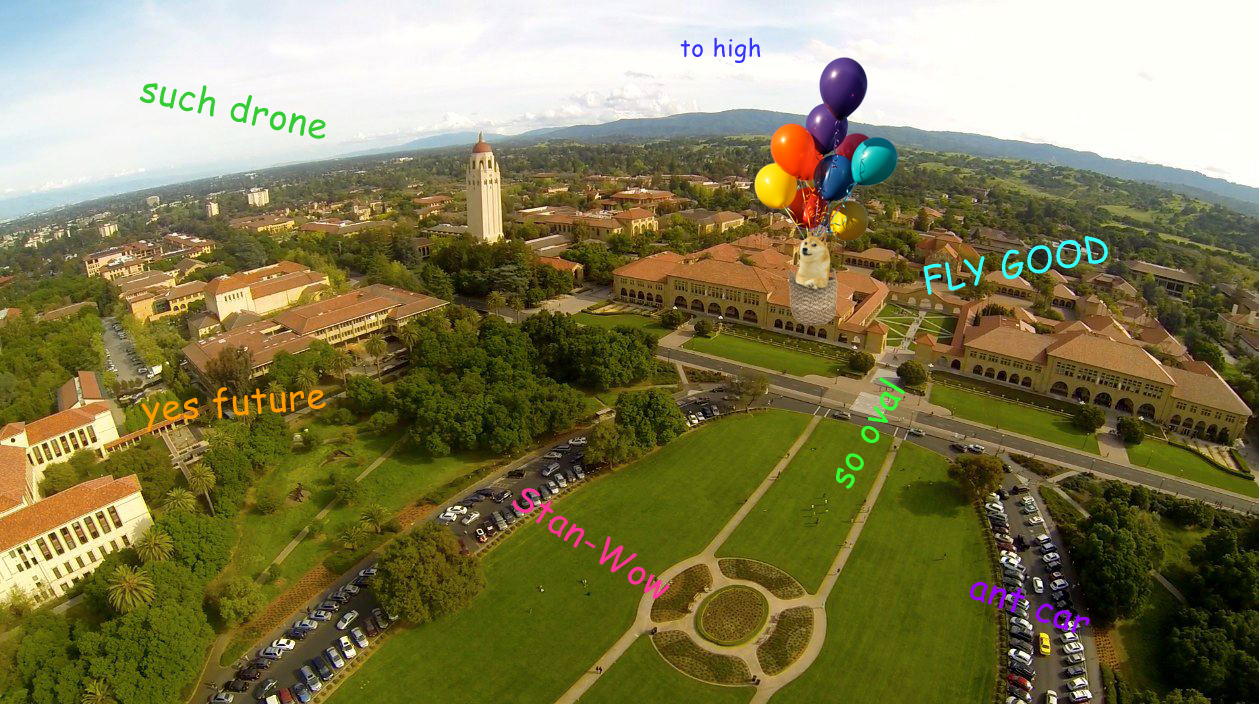 to high
such drone
FLY GOOD
yes future
so oval
Stan-Wow
ant car